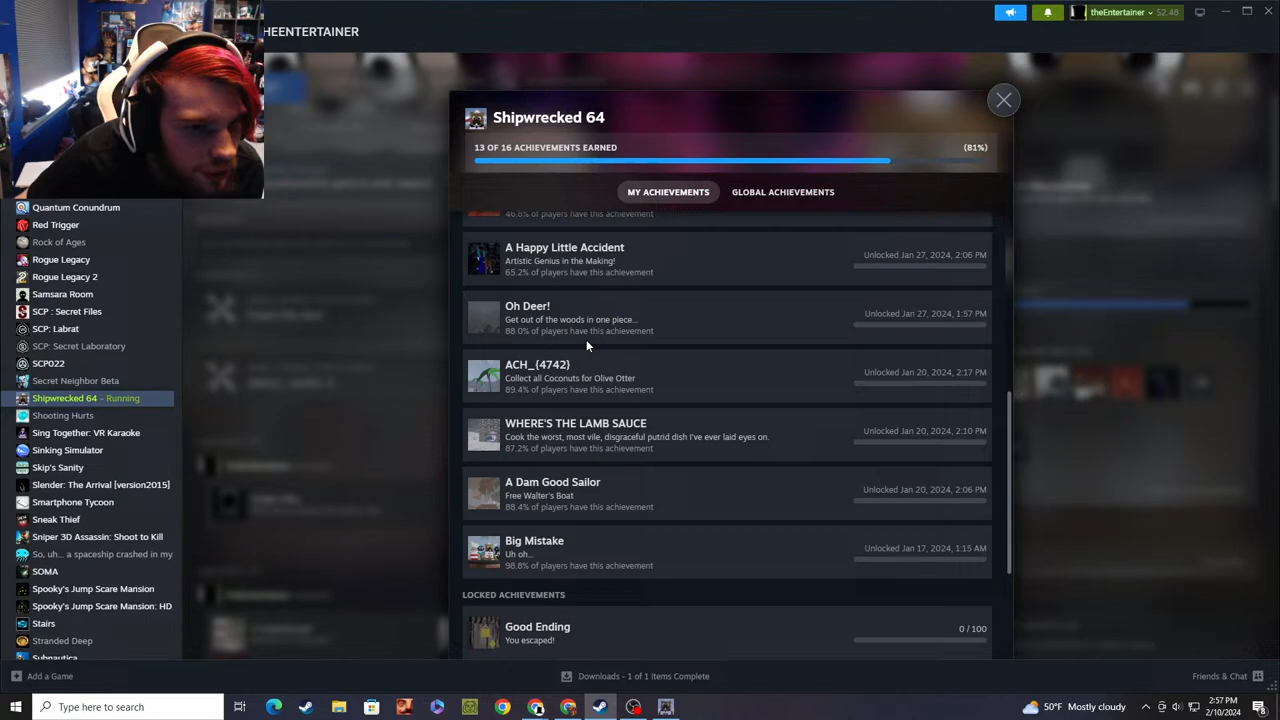 theEntertainer $2.48
HEENTERTAINER
Shipwrecked 64
13 OF 16 ACHIEVEMENTS EARNED (81%)
MY ACHIEVEMENTS GLOBAL ACHIEVEMENTS
46.8% of players have this achievement
A Happy Little Accident
Artistic Genius in the Making!
65.2% of players have this achievement
Unlocked Jan 27, 2024, 2:06 PM
Oh Deer!
Get out of the woods in one piece...
88.0% of players have this achievement
Unlocked Jan 27, 2024, 1:57 PM
ACH_{4742}
Collect all Coconuts for Olive Otter
89.4% of players have this achievement
Unlocked Jan 20, 2024, 2:17 PM
WHERE'S THE LAMB SAUCE
Cook the worst, most vile, disgraceful putrid dish I've ever laid eyes on.
87.2% of players have this achievement
Unlocked Jan 20, 2024, 2:10 PM
A Dam Good Sailor
Free Walter's Boat
88.4% of players have this achievement
Unlocked Jan 20, 2024, 2:06 PM
Big Mistake
Uh oh...
98.8% of players have this achievement
Unlocked Jan 17, 2024, 1:15 AM
LOCKED ACHIEVEMENTS
Good Ending
You escaped!
0 / 100
Quantum Conundrum
Red Trigger
Rock of Ages
Rogue Legacy
Rogue Legacy 2
Samsara Room
SCP : Secret Files
SCP: Labrat
SCP: Secret Laboratory
SCP022
Secret Neighbor Beta
Shipwrecked 64 - Running
Shooting Hurts
Sing Together: VR Karaoke
Sinking Simulator
Skip's Sanity
Slender: The Arrival [version2015]
Smartphone Tycoon
Sneak Thief
Sniper 3D Assassin: Shoot to Kill
So, uh... a spaceship crashed in my
SOMA
Spooky's Jump Scare Mansion
Spooky's Jump Scare Mansion: HD
Stairs
Stranded Deep
Subnautica
Add a Game
Downloads - 1 of 1 Items Complete
Friends & Chat
Type here to search
50°F Mostly cloudy
2:57 PM
2/10/2024